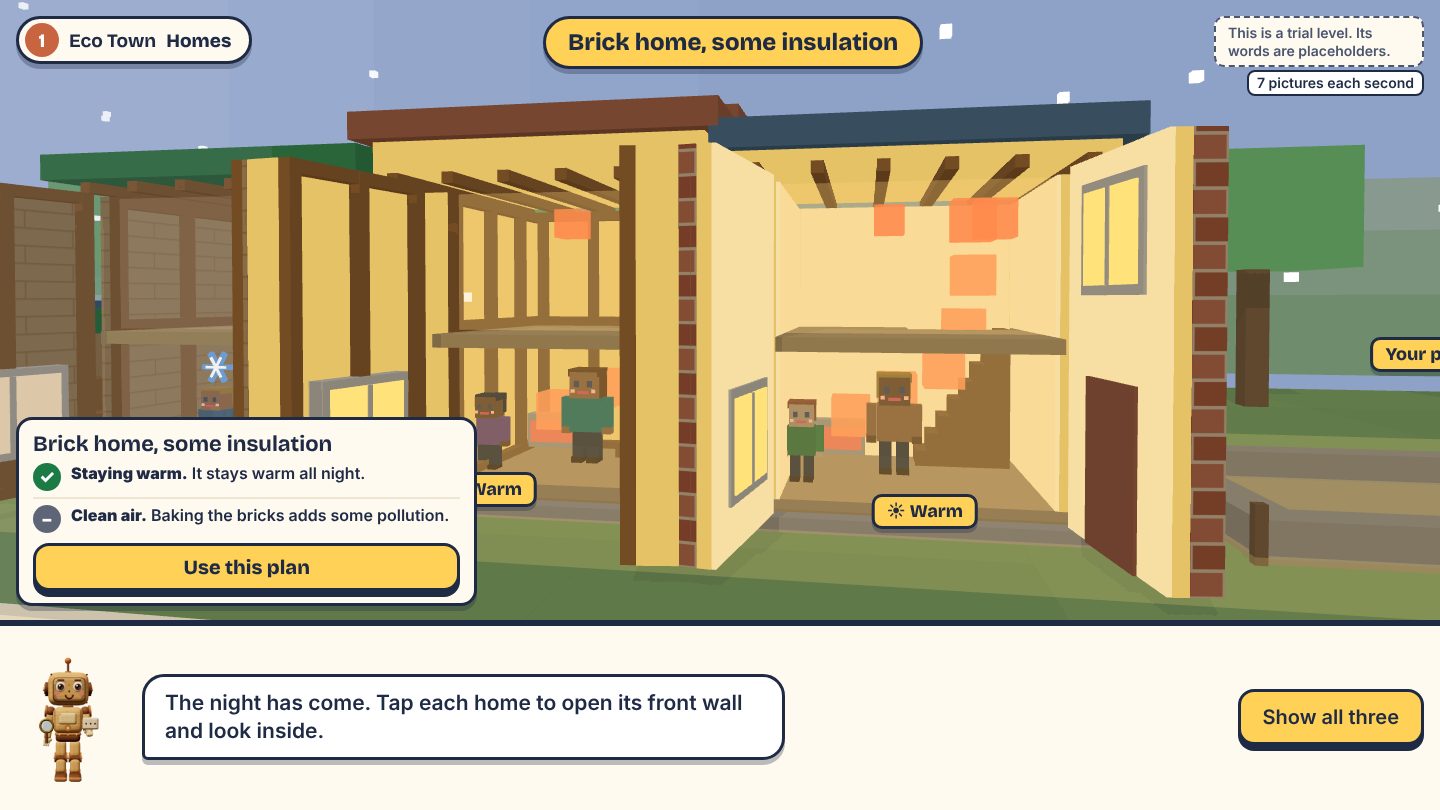 1 Eco Town Homes
Brick home, some insulation
This is a trial level. Its
words are placeholders.
7 pictures each second
Your p
Brick home, some insulation
Staying warm. It stays warm all night.
Clean air. Baking the bricks adds some pollution.
Use this plan
Warm
Warm
The night has come. Tap each home to open its front wall
and look inside.
Show all three